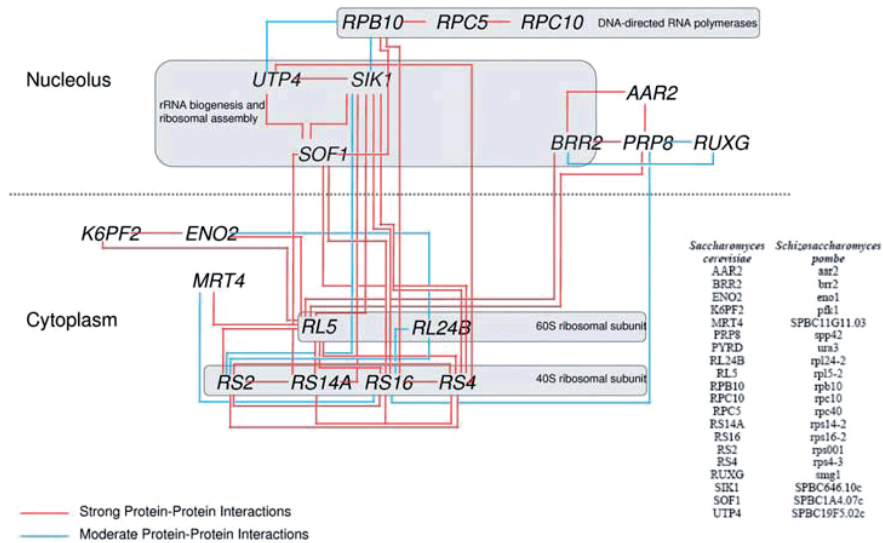 RPB10 RPC5 RPC10 DNA-directed RNA polymerases
Nucleolus
UTP4 SIK1
AAR2
rRNA biogenesis and
ribosomal assembly
SOF1
BRR2 PRP8 RUXG
K6PF2 ENO2
MRT4
Cytoplasm
RL5 RL24B 60S ribosomal subunit
RS2 RS14A RS16 RS4 40S ribosomal subunit
Saccharomyces Schizosaccharomyces
cerevisiae pombe
AAR2 aar2
BRR2 brr2
ENO2 eno1
K6PF2 pfk1
MRT4 SPBC11G11.03
PRP8 spp42
PYRD ura3
RL24B rpl24-2
RL5 rpl5-2
RPB10 rpb10
RPC10 rpc10
RPC5 rpc40
RS14A rps14-2
RS16 rps16-2
RS2 rps001
RS4 rps4-3
RUXG smg1
SIK1 SPBC646.10c
SOF1 SPBC1A4.07c
UTP4 SPBC19F5.02c
Strong Protein-Protein Interactions
Moderate Protein-Protein Interactions